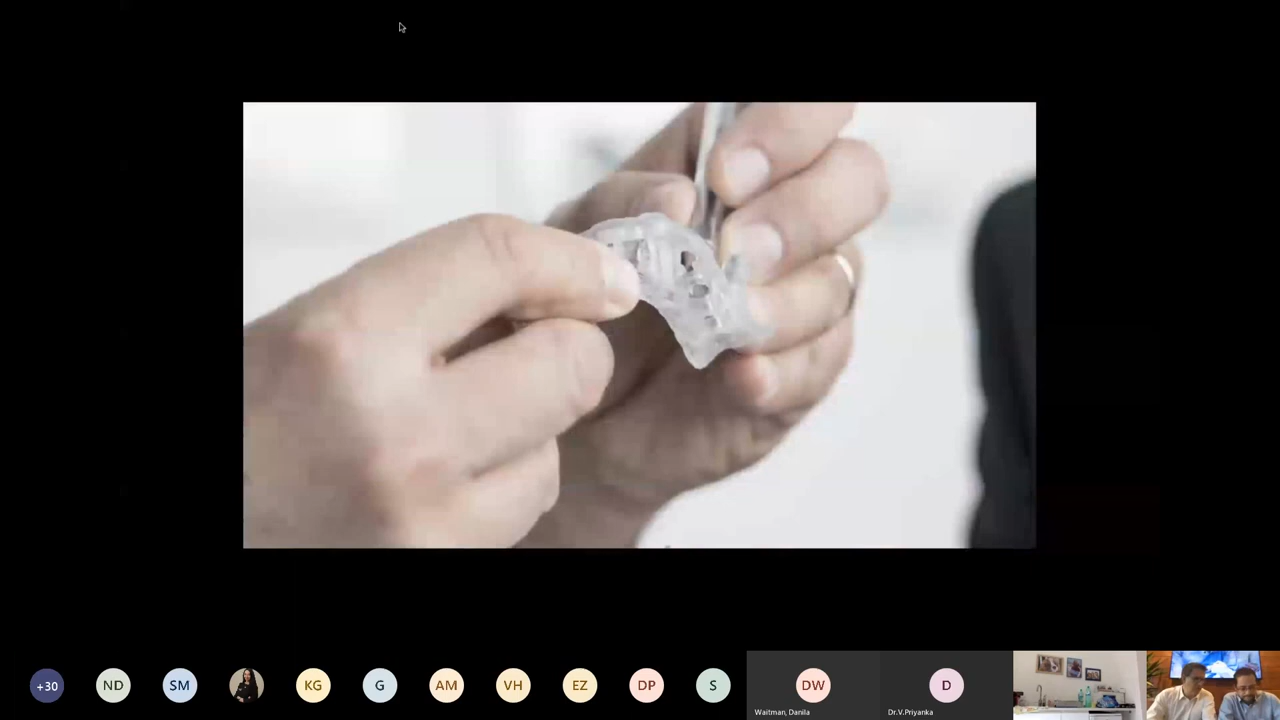 +30
ND
SM
KG
G
AM
VH
EZ
DP
S
DW
D
Waitman, Danila
Dr.V.Priyanka